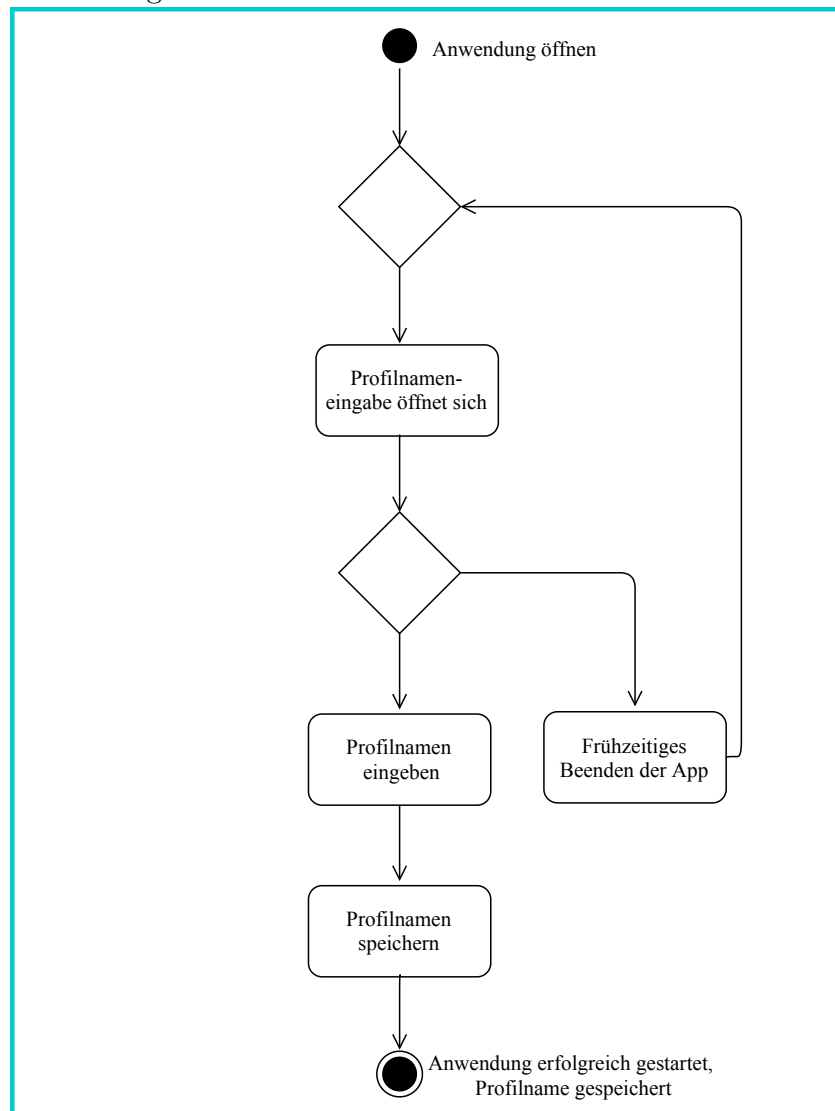 Anwendung öffnen
Profilnamen-
eingabe öffnet sich
Profilnamen
eingeben
Frühzeitiges
Beenden der App
Profilnamen
speichern
Anwendung erfolgreich gestartet,
Profilname gespeichert